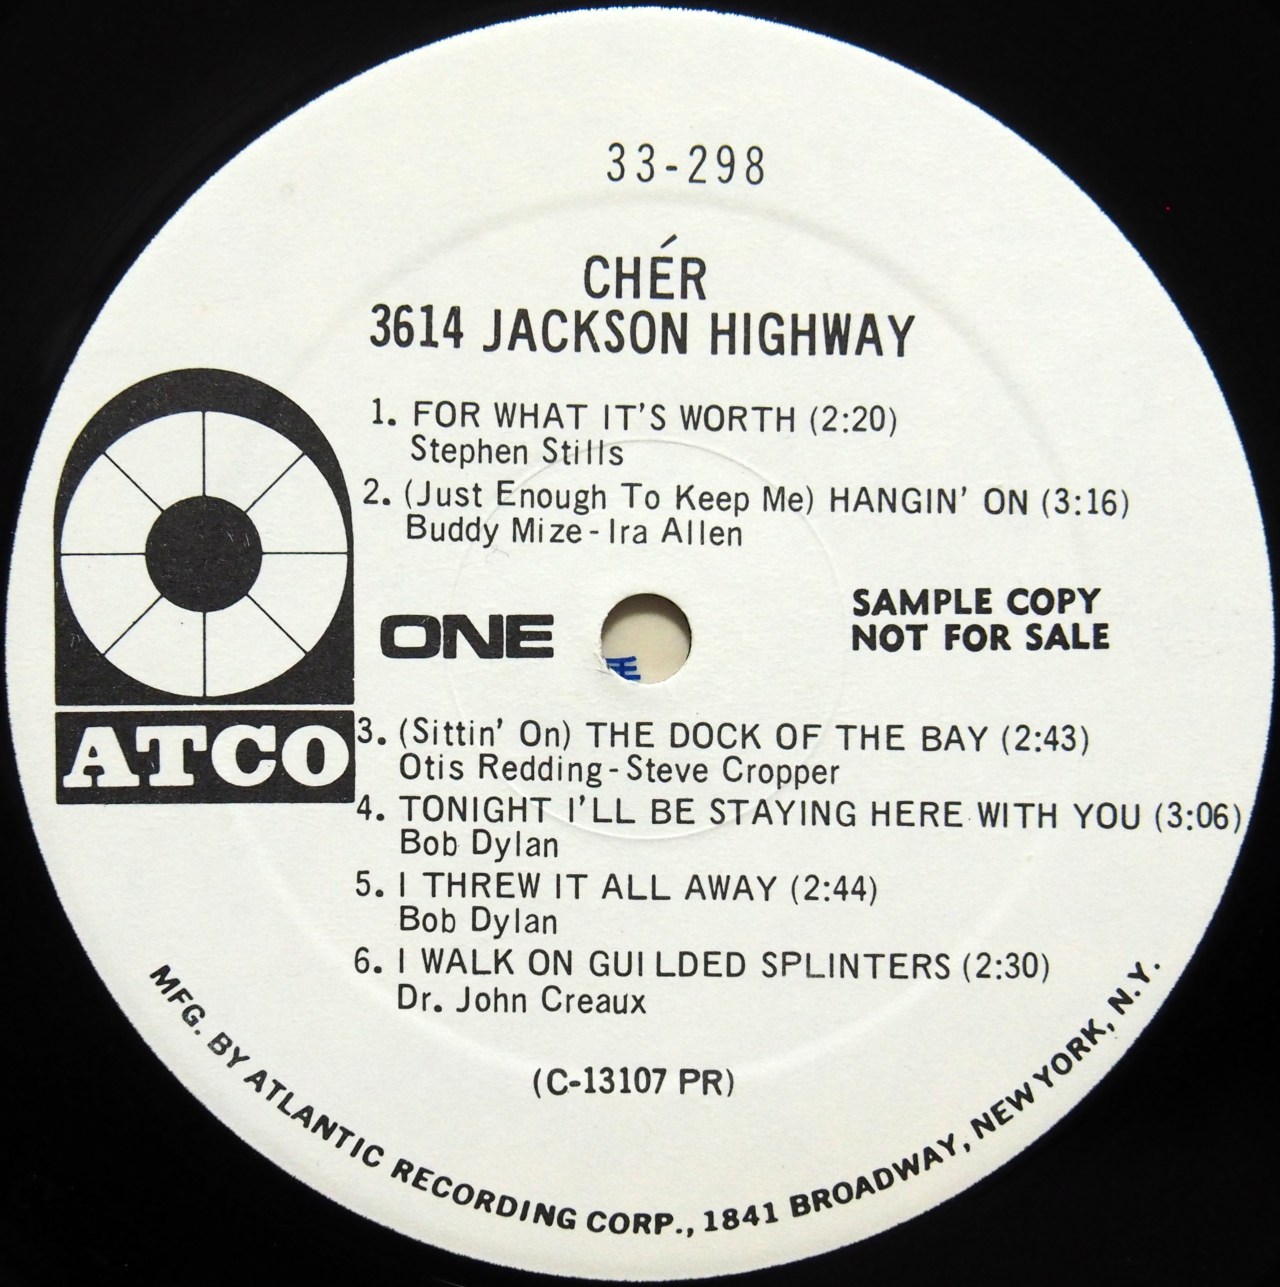 33-298
CHÉR
3614 JACKSON HIGHWAY
1. FOR WHAT IT'S WORTH (2:20)
Stephen Stills
2. (Just Enough To Keep Me) HANGIN' ON (3:16)
Buddy Mize-Ira Allen
ONE
SAMPLE COPY
NOT FOR SALE
ATCO
3. (Sittin' On) THE DOCK OF THE BAY (2:43)
Otis Redding-Steve Cropper
4. TONIGHT I'LL BE STAYING HERE WITH YOU (3:06)
Bob Dylan
5. I THREW IT ALL AWAY (2:44)
Bob Dylan
6. I WALK ON GUILDED SPLINTERS (2:30)
Dr. John Creaux
(C-13107 PR)
MFG. BY ATLANTIC RECORDING CORP., 1841 BROADWAY, NEW YORK, N.Y.